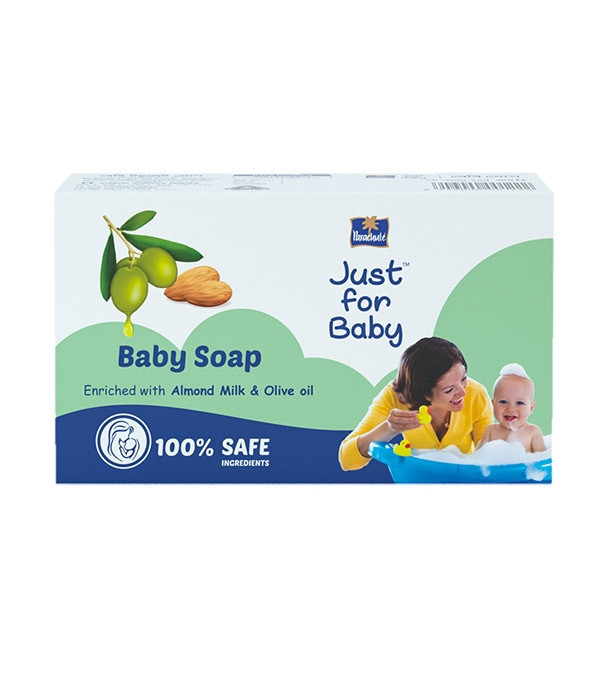 Parachute
Just™
for
Baby
Baby Soap
Enriched with Almond Milk & Olive oil
100% SAFE
INGREDIENTS